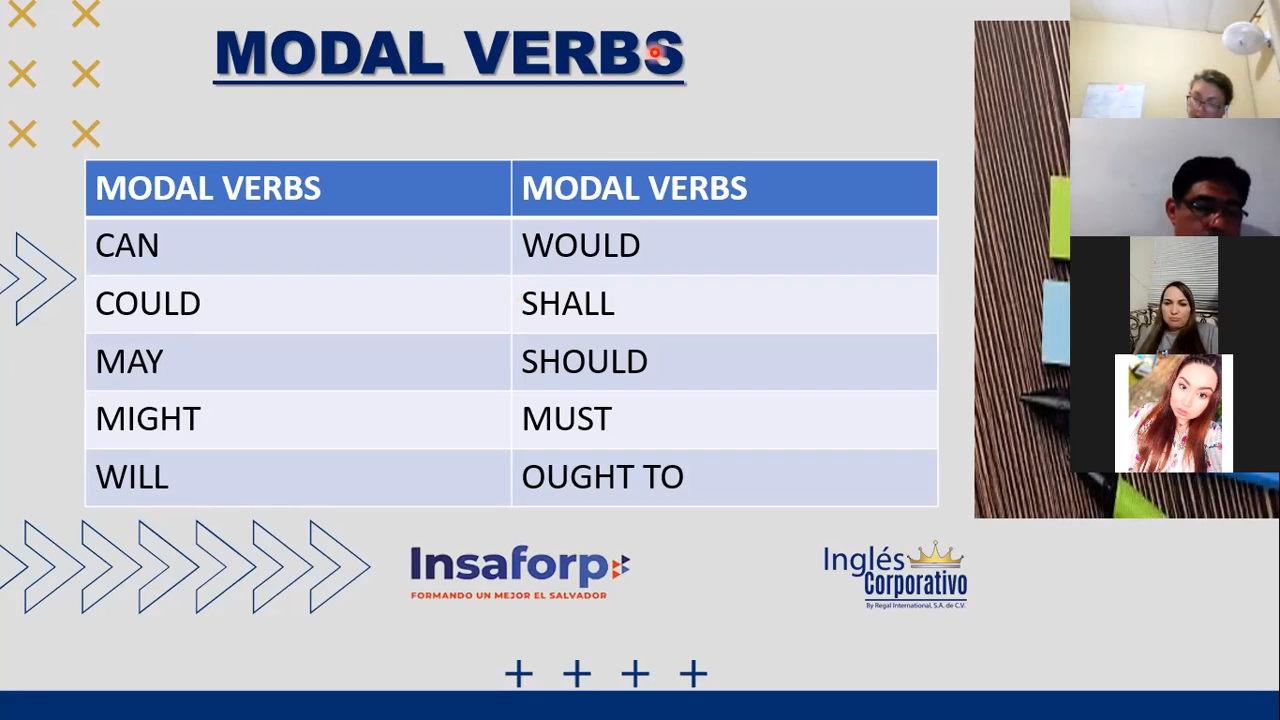 MODAL VERBS
MODAL VERBS MODAL VERBS
CAN WOULD
COULD SHALL
MAY SHOULD
MIGHT MUST
WILL OUGHT TO
Insaforp
FORMANDO UN MEJOR EL SALVADOR
Inglés
Corporativo
By Regal International, S.A. de C.V.